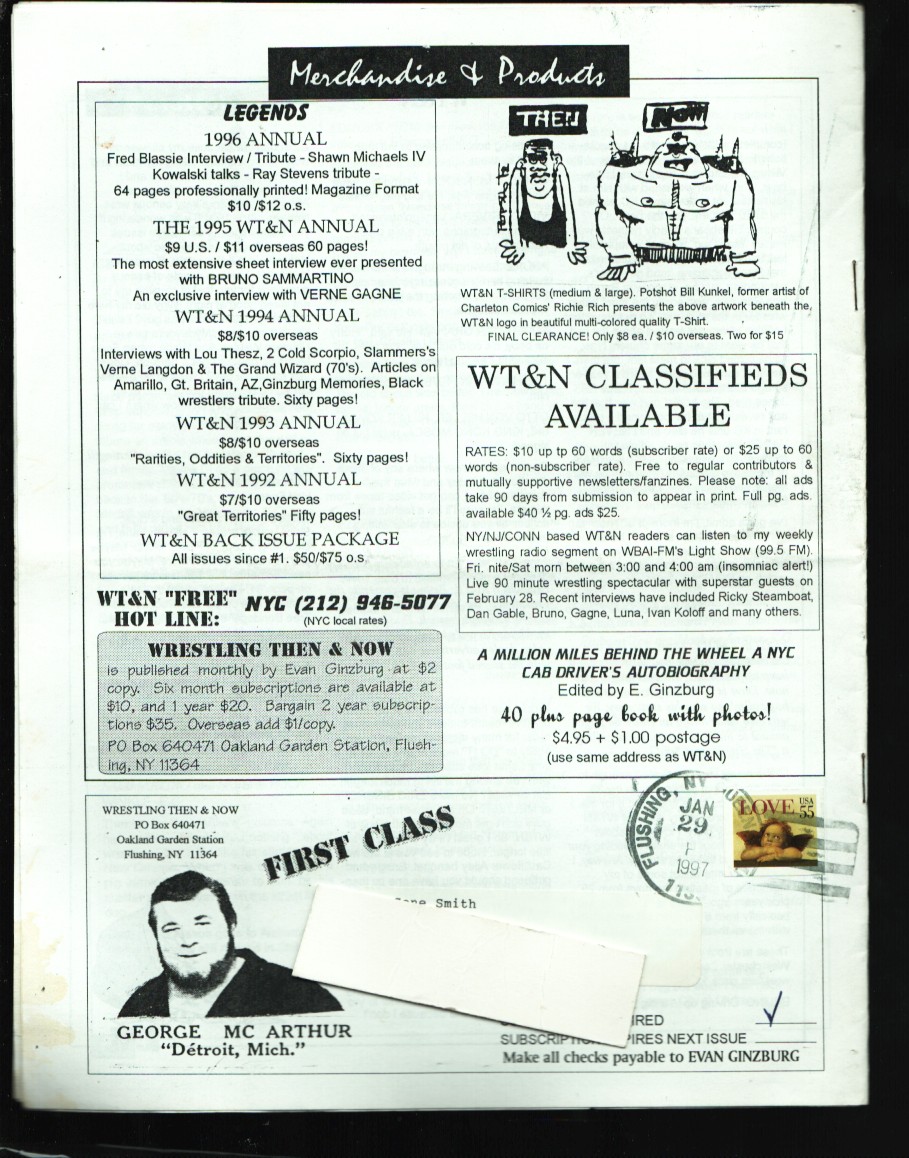 Merchandise & Products
LEGENDS
1996 ANNUAL
Fred Blassie Interview / Tribute - Shawn Michaels IV
Kowalski talks - Ray Stevens tribute -
64 pages professionally printed! Magazine Format
$10 /$12 o.s.
THE 1995 WT&N ANNUAL
$9 U.S. / $11 overseas 60 pages!
The most extensive sheet interview ever presented
with BRUNO SAMMARTINO
An exclusive interview with VERNE GAGNE
WT&N 1994 ANNUAL
$8/$10 overseas
Interviews with Lou Thesz, 2 Cold Scorpio, Slammers's
Verne Langdon & The Grand Wizard (70's). Articles on
Amarillo, Gt. Britain, AZ,Ginzburg Memories, Black
wrestlers tribute. Sixty pages!
WT&N 1993 ANNUAL
$8/$10 overseas
"Rarities, Oddities & Territories". Sixty pages!
WT&N 1992 ANNUAL
$7/$10 overseas
"Great Territories" Fifty pages!
WT&N BACK ISSUE PACKAGE
All issues since #1. $50/$75 o.s.
WT&N "FREE"
HOT LINE:
NYC (212) 946-5077
(NYC local rates)
WRESTLING THEN & NOW
is published monthly by Evan Ginzburg at $2
copy. Six month subscriptions are available at
$10, and 1 year $20. Bargain 2 year subscrip-
tions $35. Overseas add $1/copy.
PO Box 640471 Oakland Garden Station, Flush-
ing, NY 11364
THEN
NOW
WT&N T-SHIRTS (medium & large). Potshot Bill Kunkel, former artist of
Charleton Comics' Richie Rich presents the above artwork beneath the,
WT&N logo in beautiful multi-colored quality T-Shirt.
FINAL CLEARANCE! Only $8 ea. / $10 overseas. Two for $15
WT&N CLASSIFIEDS
AVAILABLE
RATES: $10 up tp 60 words (subscriber rate) or $25 up to 60
words (non-subscriber rate). Free to regular contributors &
mutually supportive newsletters/fanzines. Please note: all ads
take 90 days from submission to appear in print. Full pg. ads.
available $40 ½ pg. ads $25.
NY/NJ/CONN based WT&N readers can listen to my weekly
wrestling radio segment on WBAI-FM's Light Show (99.5 FM).
Fri. nite/Sat morn between 3:00 and 4:00 am (insomniac alert!)
Live 90 minute wrestling spectacular with superstar guests on
February 28. Recent interviews have included Ricky Steamboat,
Dan Gable, Bruno, Gagne, Luna, Ivan Koloff and many others.
A MILLION MILES BEHIND THE WHEEL A NYC
CAB DRIVER'S AUTOBIOGRAPHY
Edited by E. Ginzburg
40 plus page book with photos!
$4.95 + $1.00 postage
(use same address as WT&N)
WRESTLING THEN & NOW
PO Box 640471
Oakland Garden Station
Flushing, NY 11364
FIRST CLASS
FLUSHING, NY
JAN
29
1997
LOVE USA
55
Smith
GEORGE MC ARTHUR
"Détroit, Mich."
IRED
SUBSCRIPTION PIRES NEXT ISSUE
Make all checks payable to EVAN GINZBURG